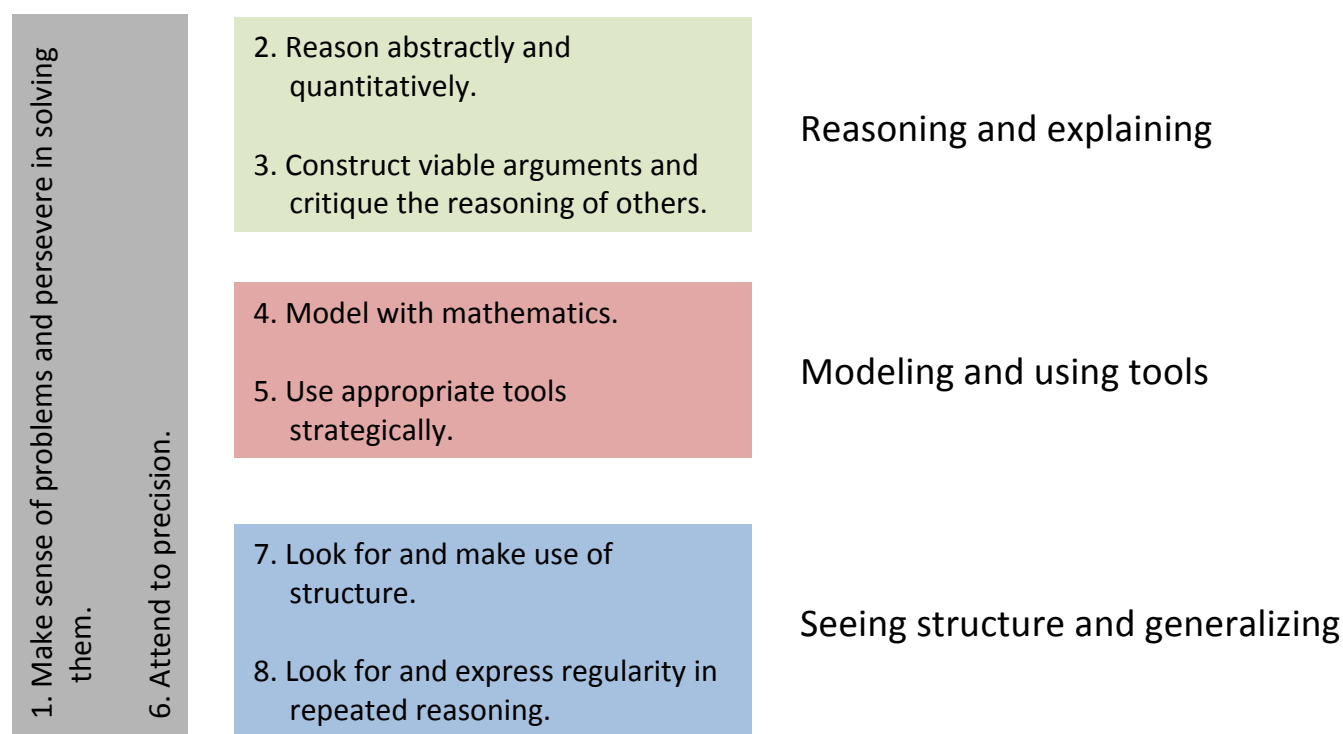 1. Make sense of problems and persevere in solving
them.
6. Attend to precision.
2. Reason abstractly and
quantitatively.
3. Construct viable arguments and
critique the reasoning of others.
Reasoning and explaining
4. Model with mathematics.
5. Use appropriate tools
strategically.
Modeling and using tools
7. Look for and make use of
structure.
8. Look for and express regularity in
repeated reasoning.
Seeing structure and generalizing